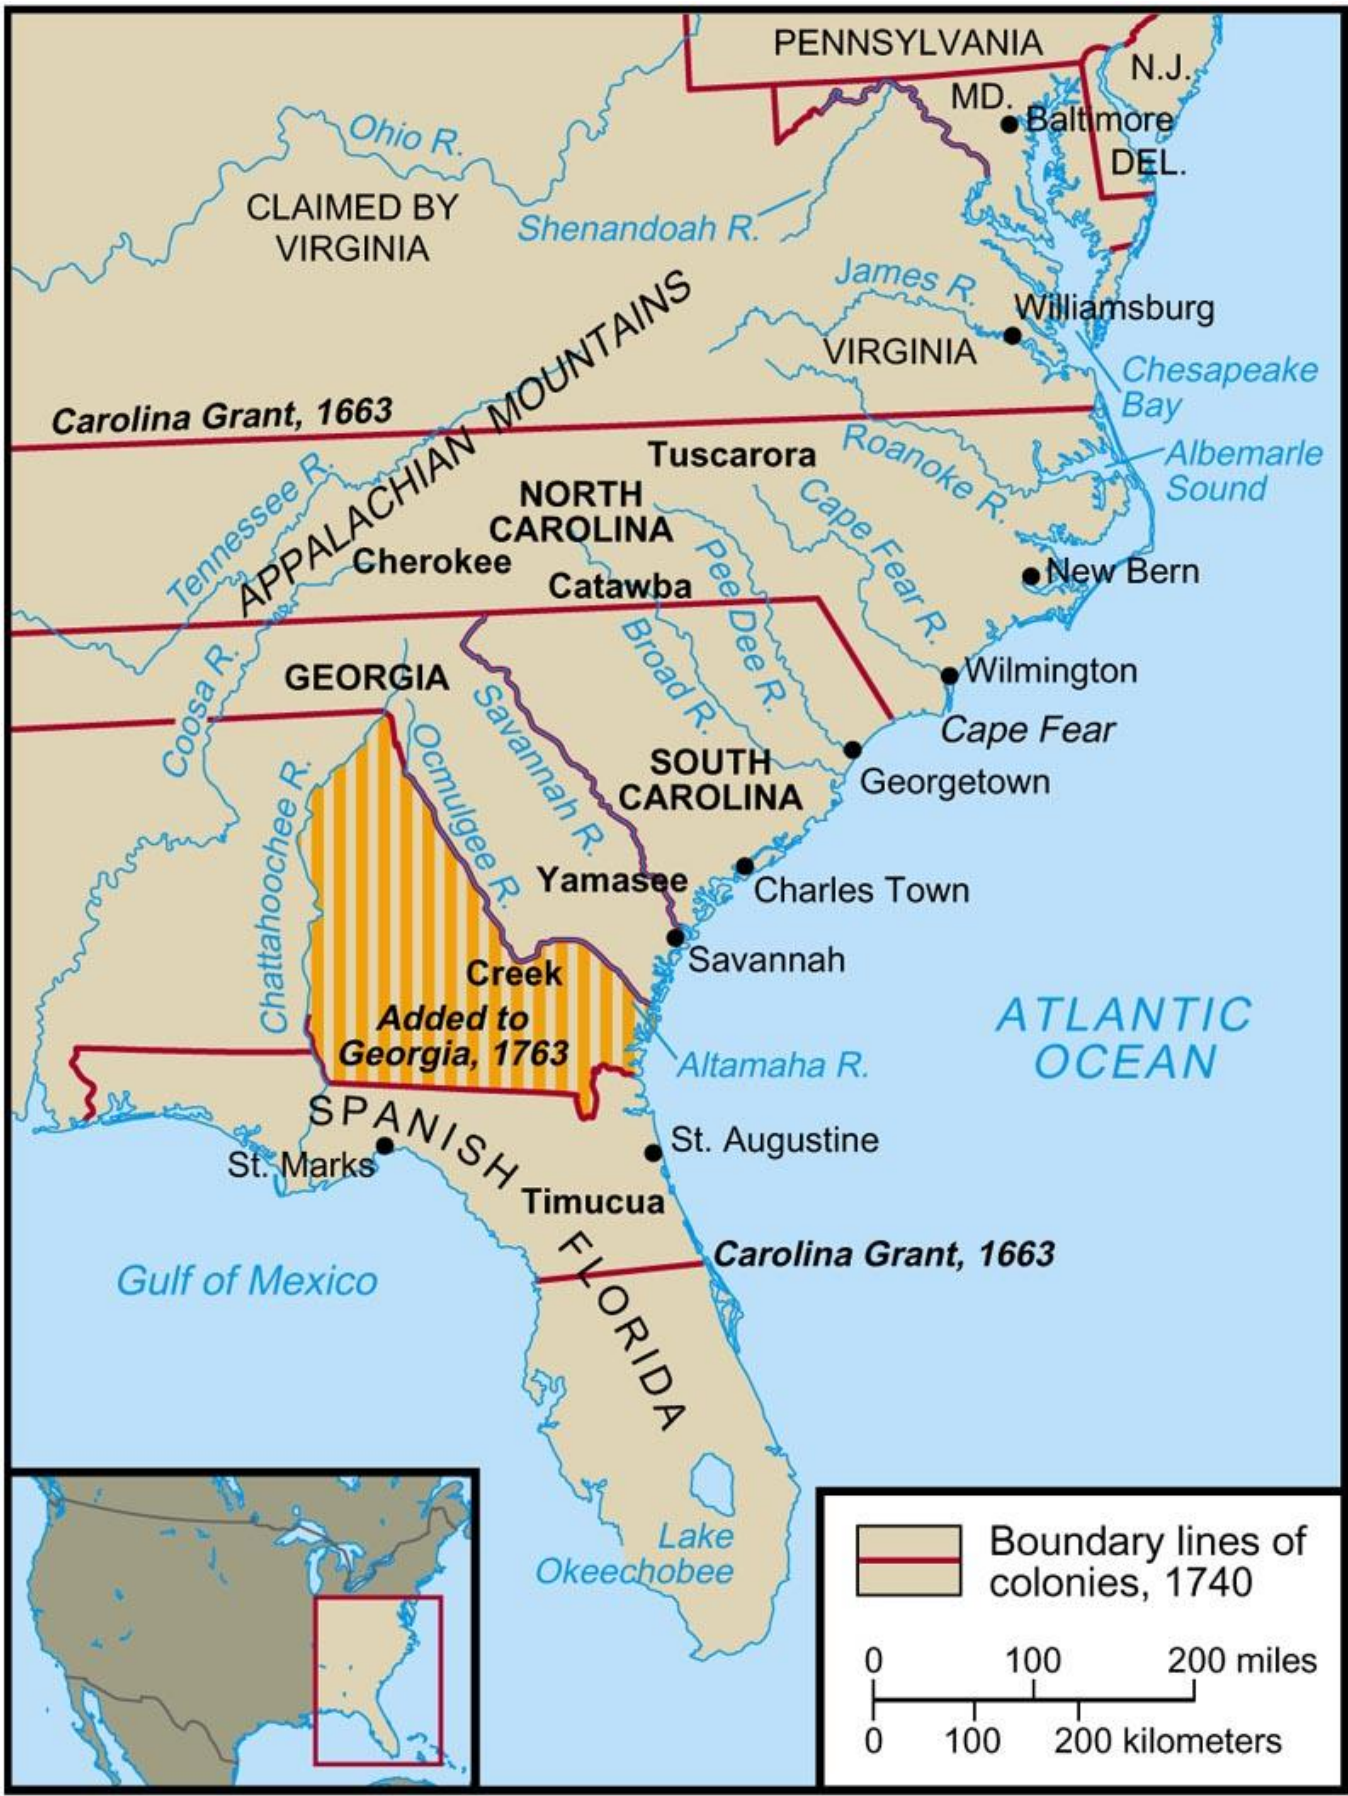 PENNSYLVANIA
N.J.
MD.
Baltimore
DEL.
Ohio R.
CLAIMED BY
VIRGINIA
Shenandoah R.
James R.
Williamsburg
VIRGINIA
Chesapeake
Bay
APPALACHIAN MOUNTAINS
Carolina Grant, 1663
Tuscarora
Roanoke R.
Albemarle
Sound
Tennessee R.
NORTH
CAROLINA
Cape Fear R.
Cherokee
Catawba
Pee Dee R.
New Bern
Broad R.
Coosa R.
GEORGIA
Savannah R.
Wilmington
Cape Fear
Ocmulgee R.
SOUTH
CAROLINA
Georgetown
Chattahoochee R.
Yamasee
Charles Town
Savannah
Creek
Added to
Georgia, 1763
Altamaha R.
ATLANTIC
OCEAN
SPANISH FLORIDA
St. Marks
St. Augustine
Timucua
Carolina Grant, 1663
Gulf of Mexico
Lake
Okeechobee
Boundary lines of
colonies, 1740
0 100 200 miles
0 100 200 kilometers